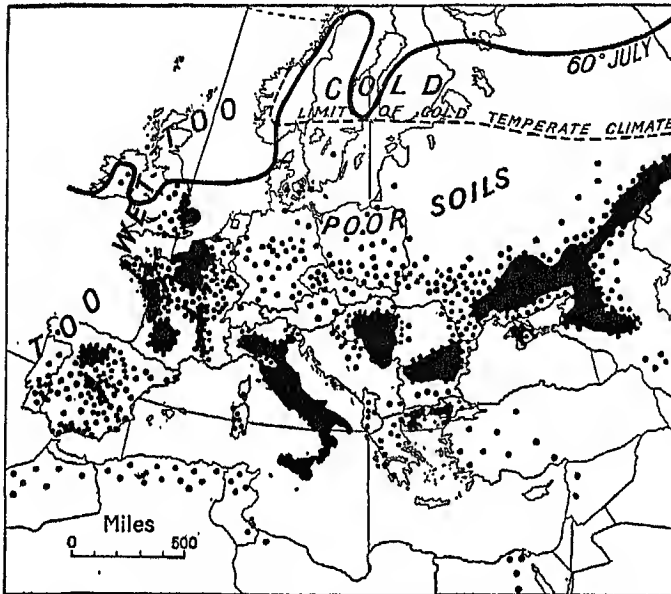 60° JULY
TOO COLD
LIMIT OF COLD TEMPERATE CLIMATE
TOO WET
POOR SOILS
Miles
0 500